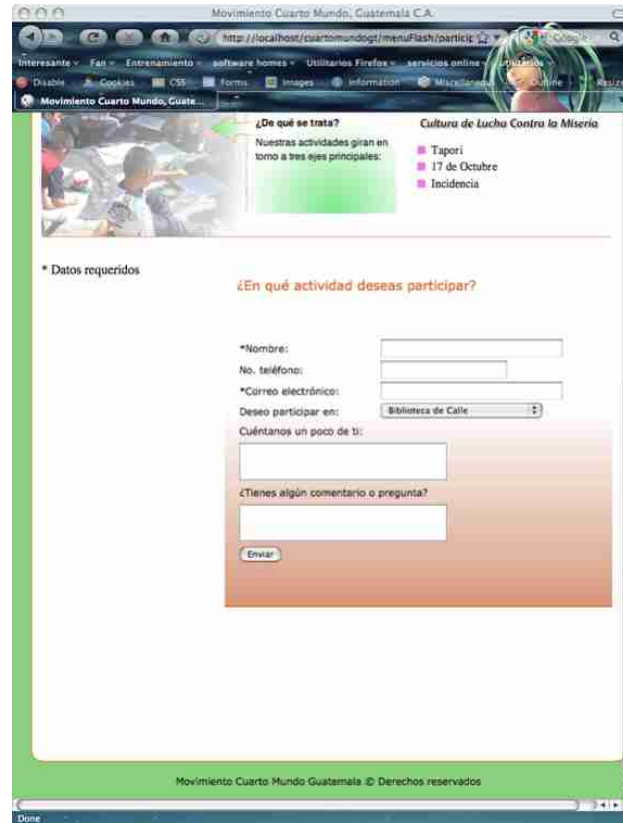 Movimiento Cuarto Mundo, Guatemala C.A.
http://localhost/cuartomundogt/menuFlash/particip
Google
Interesante Fan Entrenamiento software homes Utilitarios Firefox servicios online utilitarios
Disable Cookies CSS Forms Images Information Miscellaneous Outline Resize
Movimiento Cuarto Mundo, Guate...
¿De qué se trata?
Nuestras actividades giran en
torno a tres ejes principales:
Cultura de Lucha Contra la Miseria
Tapori
17 de Octubre
Incidencia
* Datos requeridos
¿En qué actividad deseas participar?
*Nombre:
No. teléfono:
*Correo electrónico:
Deseo participar en: Biblioteca de Calle
Cuéntanos un poco de ti:
¿Tienes algún comentario o pregunta?
Enviar
Movimiento Cuarto Mundo Guatemala © Derechos reservados
Done